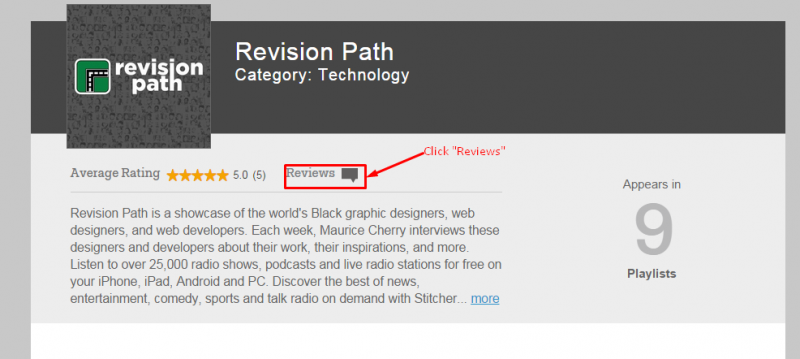 revision
path
Revision Path
Category: Technology
Click "Reviews"
Average Rating 5.0 (5) Reviews
Revision Path is a showcase of the world's Black graphic designers, web
designers, and web developers. Each week, Maurice Cherry interviews these
designers and developers about their work, their inspirations, and more.
Listen to over 25,000 radio shows, podcasts and live radio stations for free on
your iPhone, iPad, Android and PC. Discover the best of news,
entertainment, comedy, sports and talk radio on demand with Stitcher... more
Appears in
9
Playlists